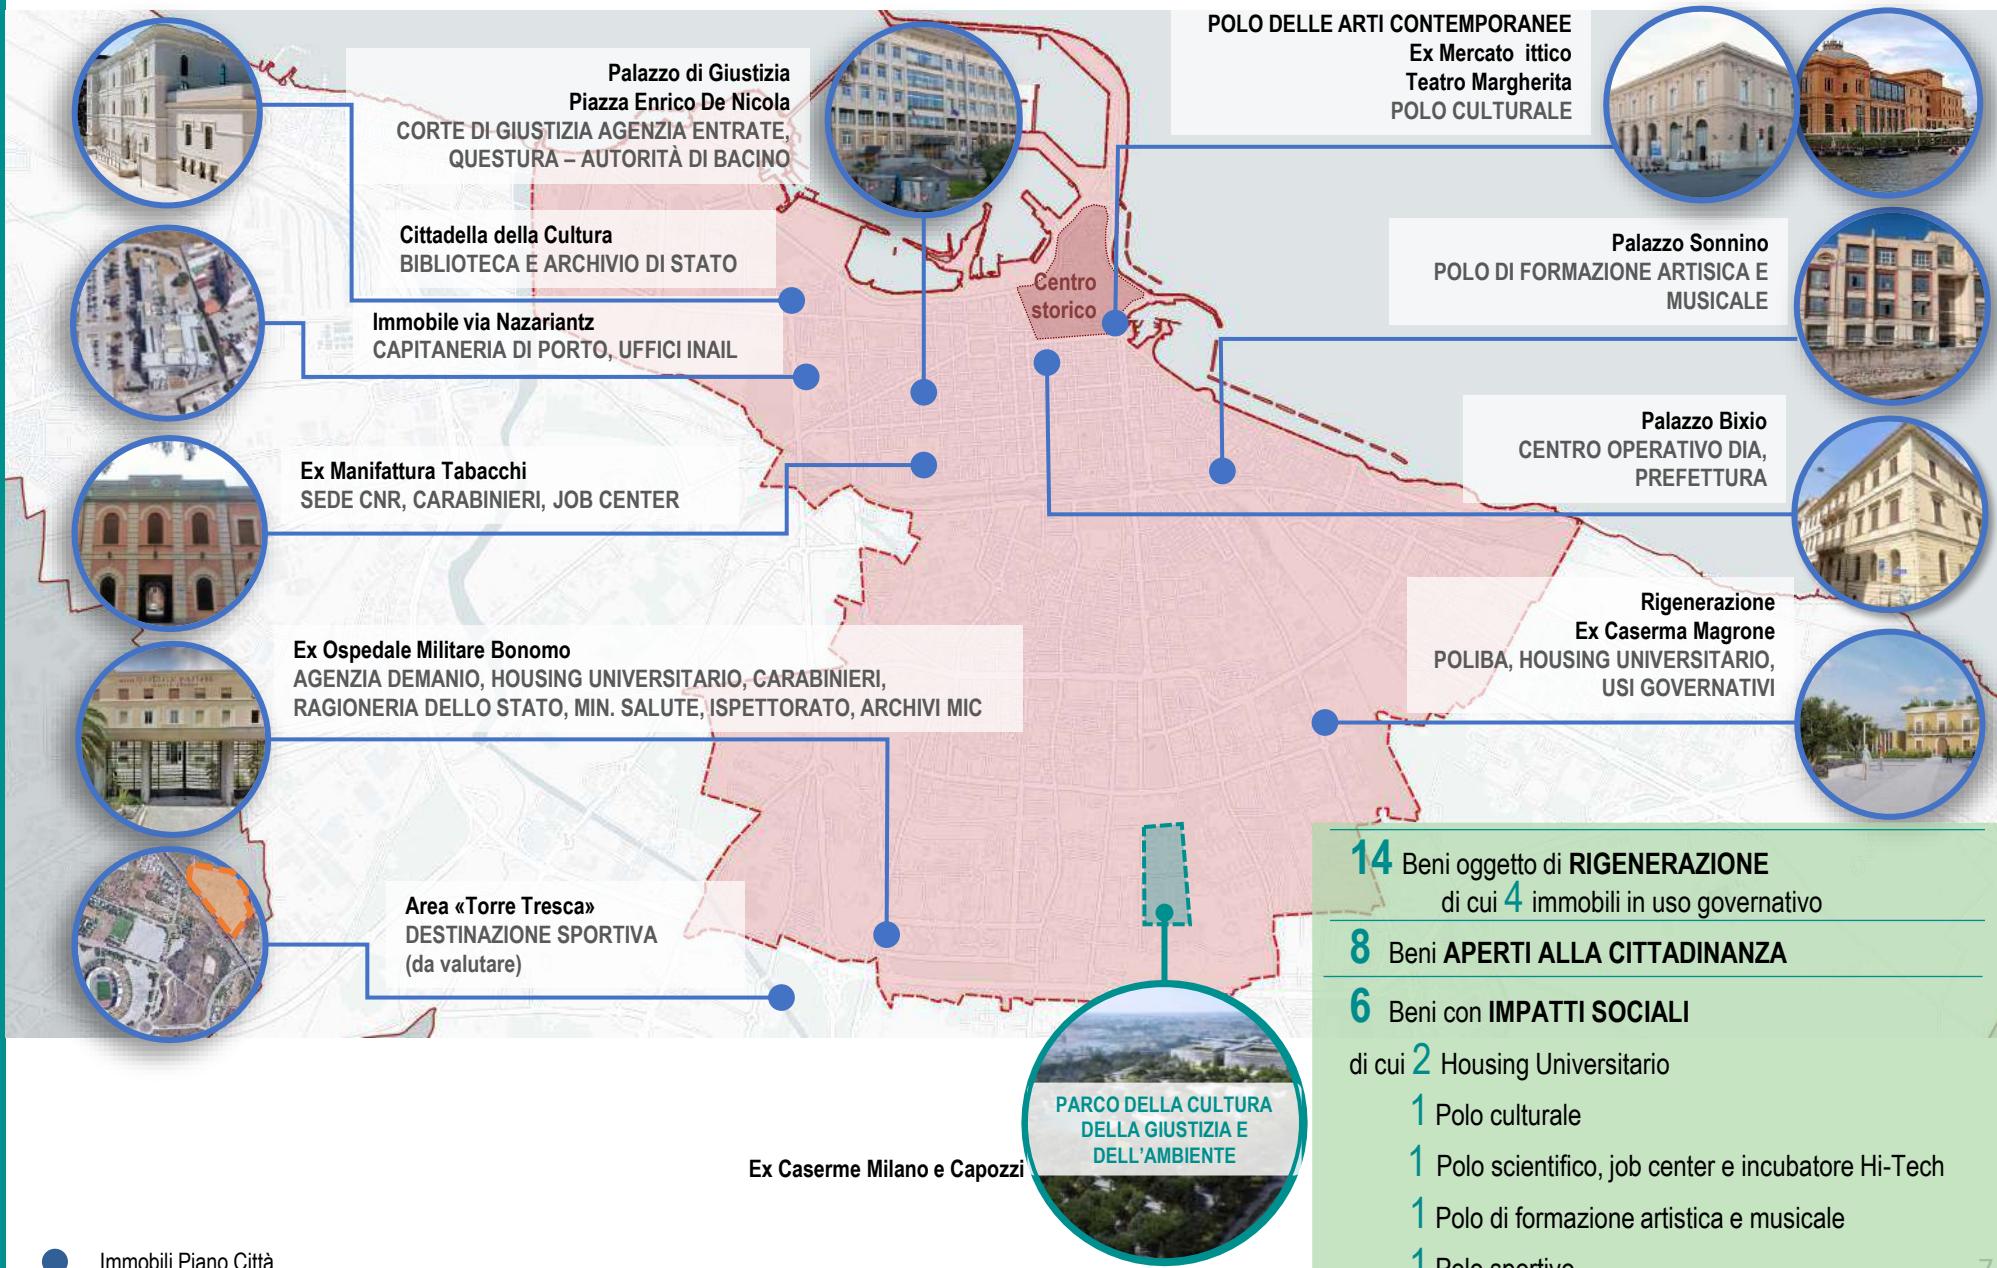 POLO DELLE ARTI CONTEMPORANEE
Ex Mercato ittico
Teatro Margherita
POLO CULTURALE
Palazzo di Giustizia
Piazza Enrico De Nicola
CORTE DI GIUSTIZIA AGENZIA ENTRATE,
QUESTURA – AUTORITÀ DI BACINO
Cittadella della Cultura
BIBLIOTECA E ARCHIVIO DI STATO
Palazzo Sonnino
POLO DI FORMAZIONE ARTISICA E
MUSICALE
Centro
storico
Immobile via Nazariantz
CAPITANERIA DI PORTO, UFFICI INAIL
Palazzo Bixio
CENTRO OPERATIVO DIA,
PREFETTURA
Ex Manifattura Tabacchi
SEDE CNR, CARABINIERI, JOB CENTER
Rigenerazione
Ex Caserma Magrone
POLIBA, HOUSING UNIVERSITARIO,
USI GOVERNATIVI
Ex Ospedale Militare Bonomo
AGENZIA DEMANIO, HOUSING UNIVERSITARIO, CARABINIERI,
RAGIONERIA DELLO STATO, MIN. SALUTE, ISPETTORATO, ARCHIVI MIC
Area «Torre Tresca»
DESTINAZIONE SPORTIVA
(da valutare)
14 Beni oggetto di RIGENERAZIONE
di cui 4 immobili in uso governativo
8 Beni APERTI ALLA CITTADINANZA
6 Beni con IMPATTI SOCIALI
di cui 2 Housing Universitario
1 Polo culturale
1 Polo scientifico, job center e incubatore Hi-Tech
1 Polo di formazione artistica e musicale
1 Polo sportivo
PARCO DELLA CULTURA
DELLA GIUSTIZIA E
DELL'AMBIENTE
Ex Caserme Milano e Capozzi
Immobili Piano Città
7